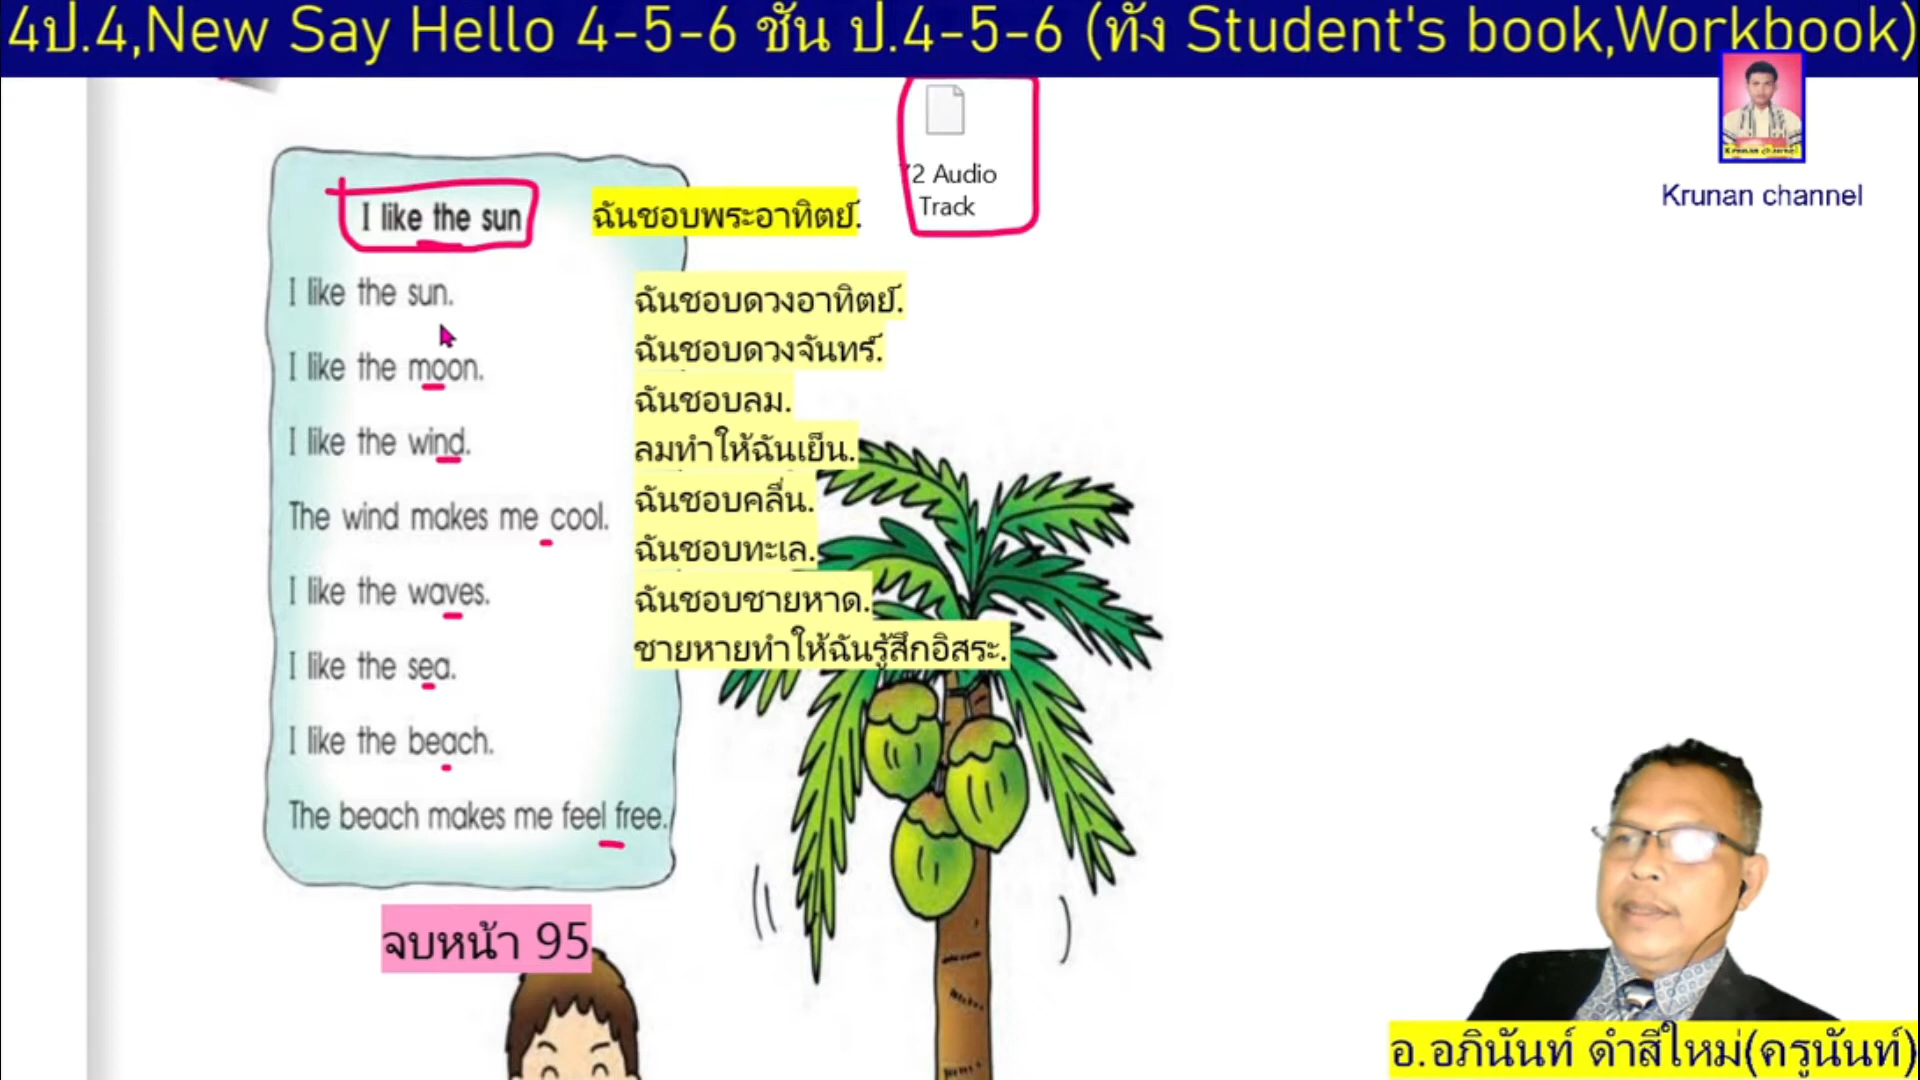 4ป.4,New Say Hello 4-5-6 ชั้น ป.4-5-6 (ทั้ง Student's book,Workbook)
Krunan channel
72 Audio
Track
I like the sun
ฉันชอบพระอาทิตย์.
I like the sun.
I like the moon.
I like the wind.
The wind makes me cool.
I like the waves.
I like the sea.
I like the beach.
The beach makes me feel free.
ฉันชอบดวงอาทิตย์.
ฉันชอบดวงจันทร์.
ฉันชอบลม.
ลมทำให้ฉันเย็น.
ฉันชอบคลื่น.
ฉันชอบทะเล.
ฉันชอบชายหาด.
ชายหายทำให้ฉันรู้สึกอิสระ.
จบหน้า 95
อ.อภินันท์ ดำสีใหม่(ครูนันท์)